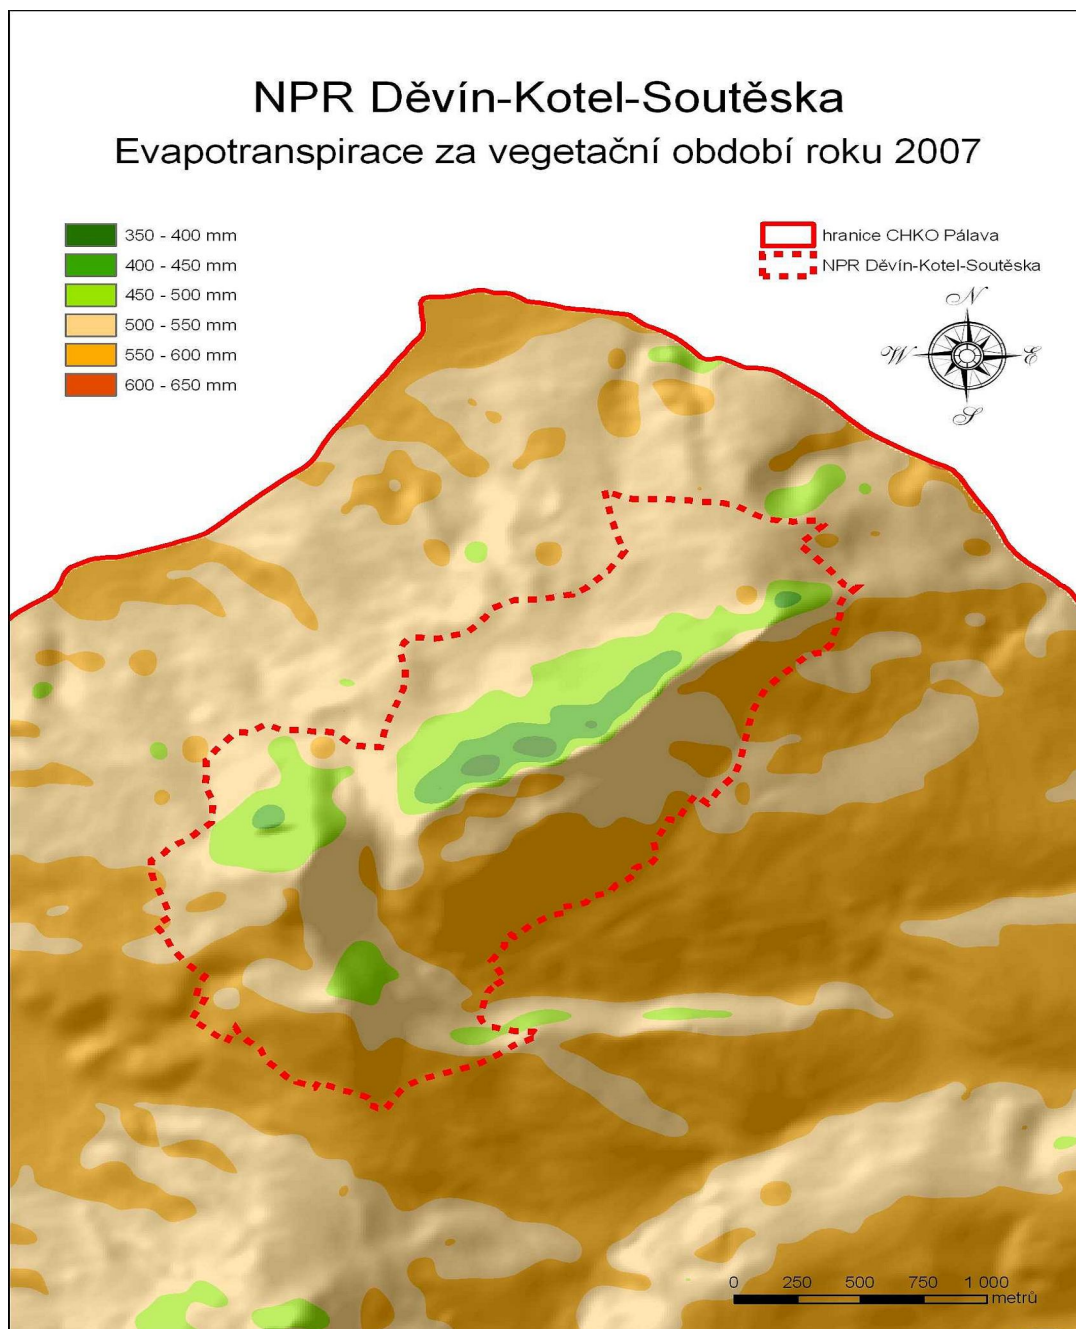 NPR Děvín-Kotel-Soutěska
Evapotranspirace za vegetační období roku 2007
350 - 400 mm
400 - 450 mm
450 - 500 mm
500 - 550 mm
550 - 600 mm
600 - 650 mm
hranice CHKO Pálava
NPR Děvín-Kotel-Soutěska
N
W E
S
0 250 500 750 1 000
metrů